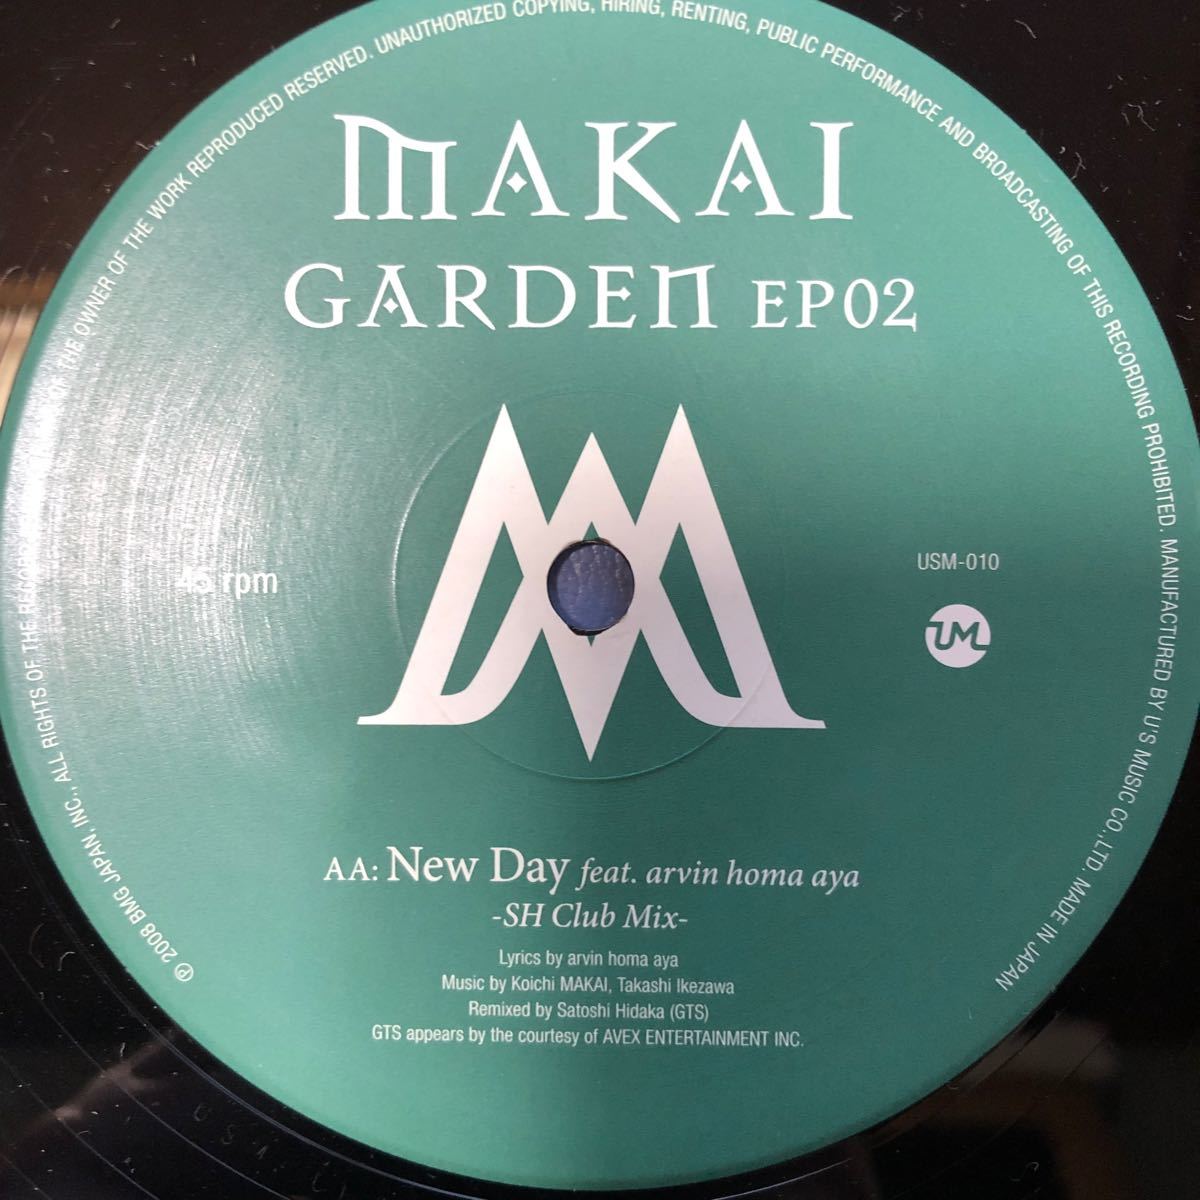 MAKAI
GARDEN EP02
45 rpm
USM-010
UM
AA: New Day feat. arvin homa aya
-SH Club Mix-
Lyrics by arvin homa aya
Music by Koichi MAKAI, Takashi Ikezawa
Remixed by Satoshi Hidaka (GTS)
GTS appears by the courtesy of AVEX ENTERTAINMENT INC.
℗ 2008 BMG JAPAN, INC., ALL RIGHTS OF THE THE OWNER OF THE WORK REPRODUCED RESERVED. UNAUTHORIZED COPYING, HIRING, RENTING, PUBLIC PERFORMANCE AND BROADCASTING OF THIS RECORDING PROHIBITED. MANUFACTURED BY U'S MUSIC CO.,LTD. MADE IN JAPAN